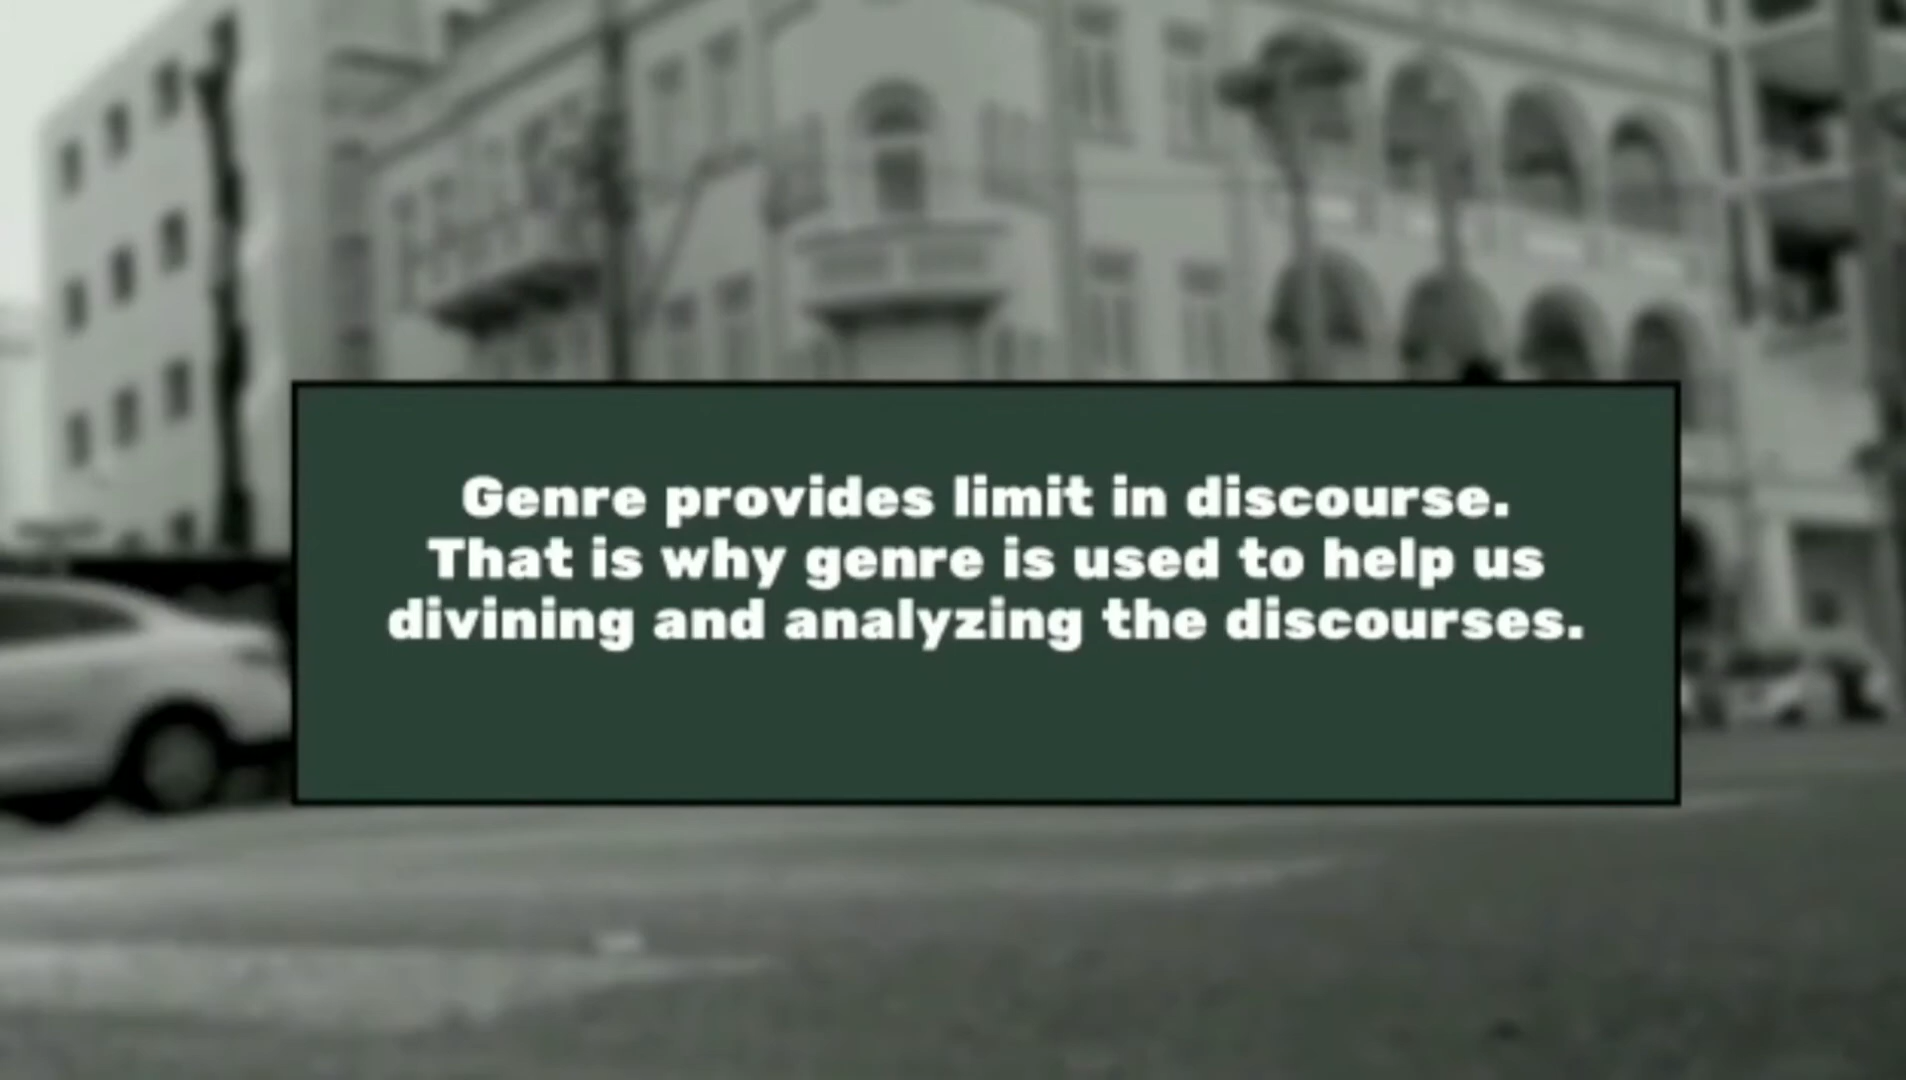 Genre provides limit in discourse.
That is why genre is used to help us
divining and analyzing the discourses.